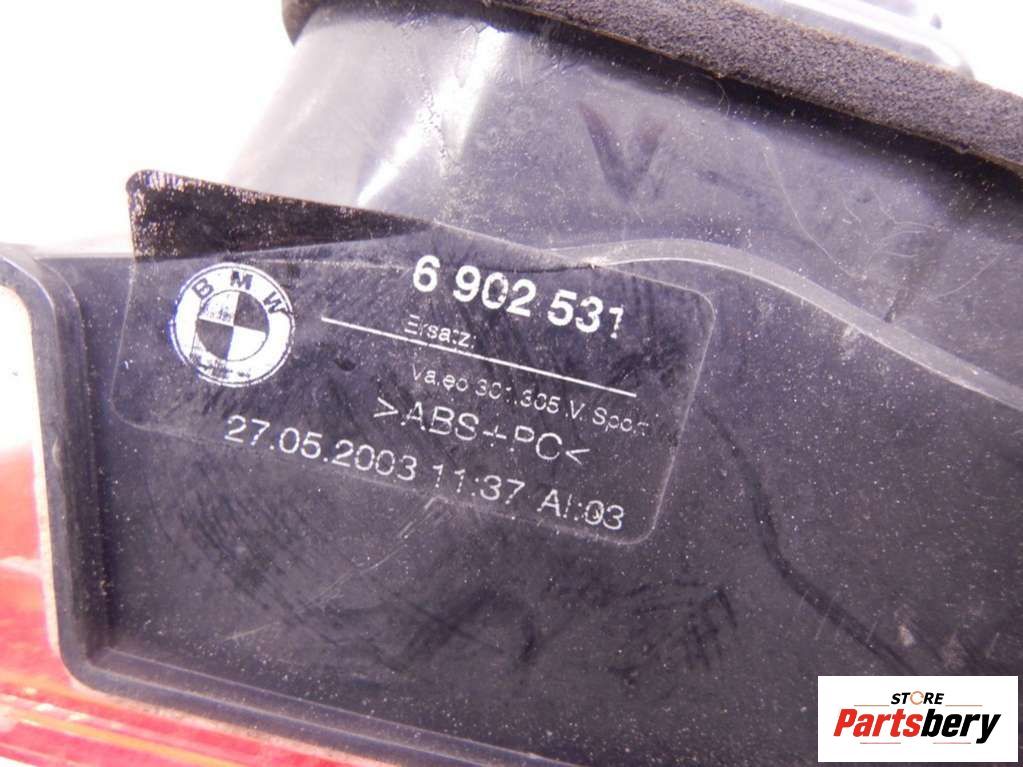 BMW
6 902 531
Ersatz:
Valeo 301.305 V. Sport
>ABS+PC<
27.05.2003 11:37 AI:03
STORE
Partsbery